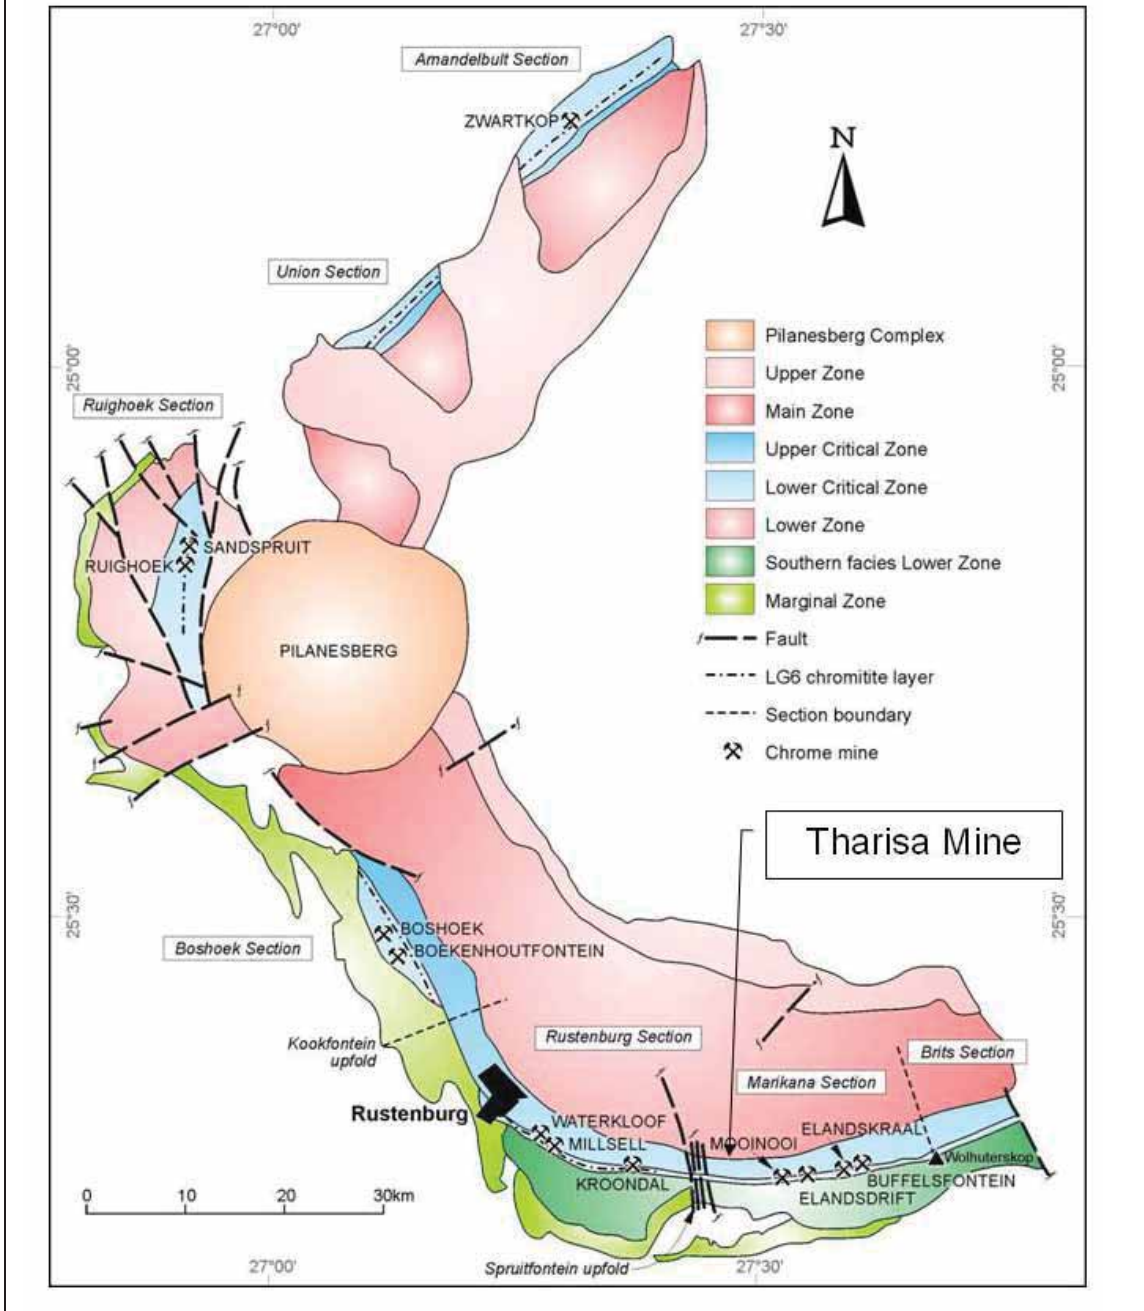 27°00'
27°30'
Amandelbult Section
ZWARTKOP
N
Union Section
25°00'
25°00'
Ruighoek Section
Pilanesberg Complex
Upper Zone
Main Zone
Upper Critical Zone
Lower Critical Zone
Lower Zone
Southern facies Lower Zone
Marginal Zone
Fault
LG6 chromitite layer
Section boundary
Chrome mine
SANDSPRUIT
RUIGHOEK
PILANESBERG
Tharisa Mine
25°30'
25°30'
BOSHOEK
BOEKENHOUTFONTEIN
Boshoek Section
Kookfontein
upfold
Rustenburg Section
Brits Section
Marikana Section
Rustenburg
WATERKLOOF
MILLSELL
MOOINOOI
ELANDSKRAAL
Wolhuterskop
KROONDAL
BUFFELSFONTEIN
ELANDSDRIFT
0 10 20 30km
Spruitfontein upfold
27°00'
27°30'